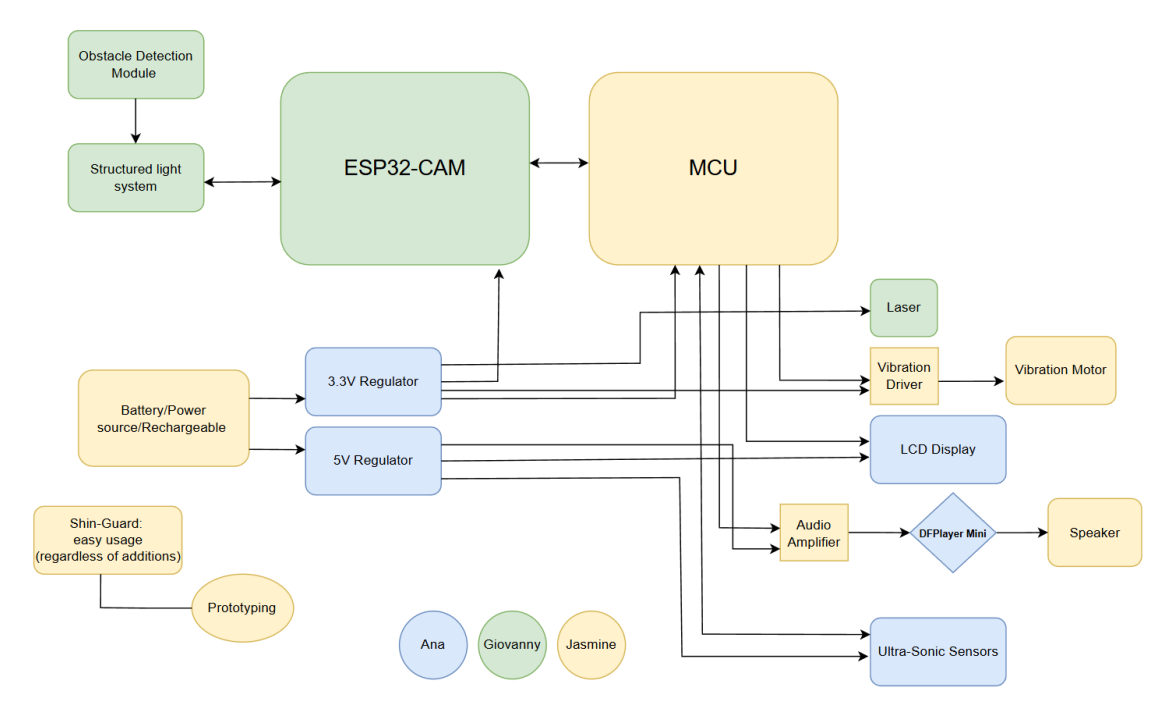 Obstacle Detection
Module
Structured light
system
ESP32-CAM
MCU
Laser
Vibration
Driver
Vibration Motor
3.3V Regulator
Battery/Power
source/Rechargeable
5V Regulator
LCD Display
Shin-Guard:
easy usage
(regardless of additions)
Audio
Amplifier
DFPlayer Mini
Speaker
Prototyping
Ana
Giovanny
Jasmine
Ultra-Sonic Sensors